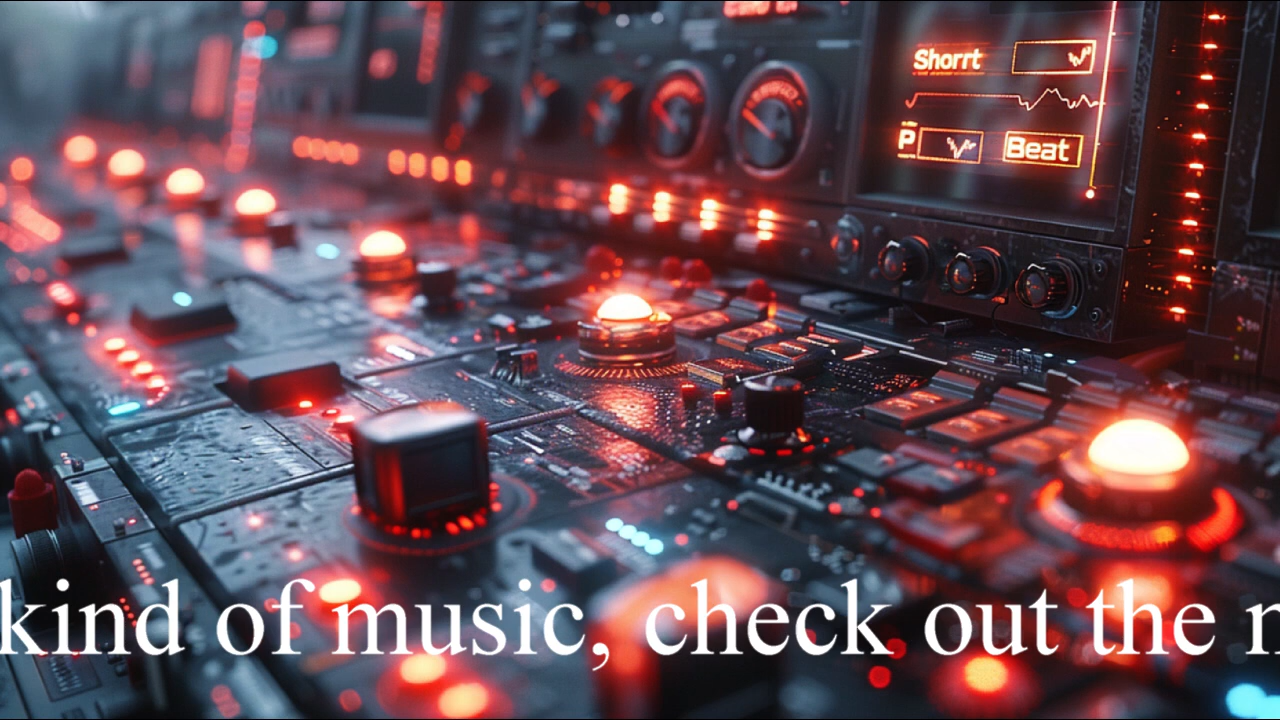 Shorrt
P
Beat
kind of music, check out the